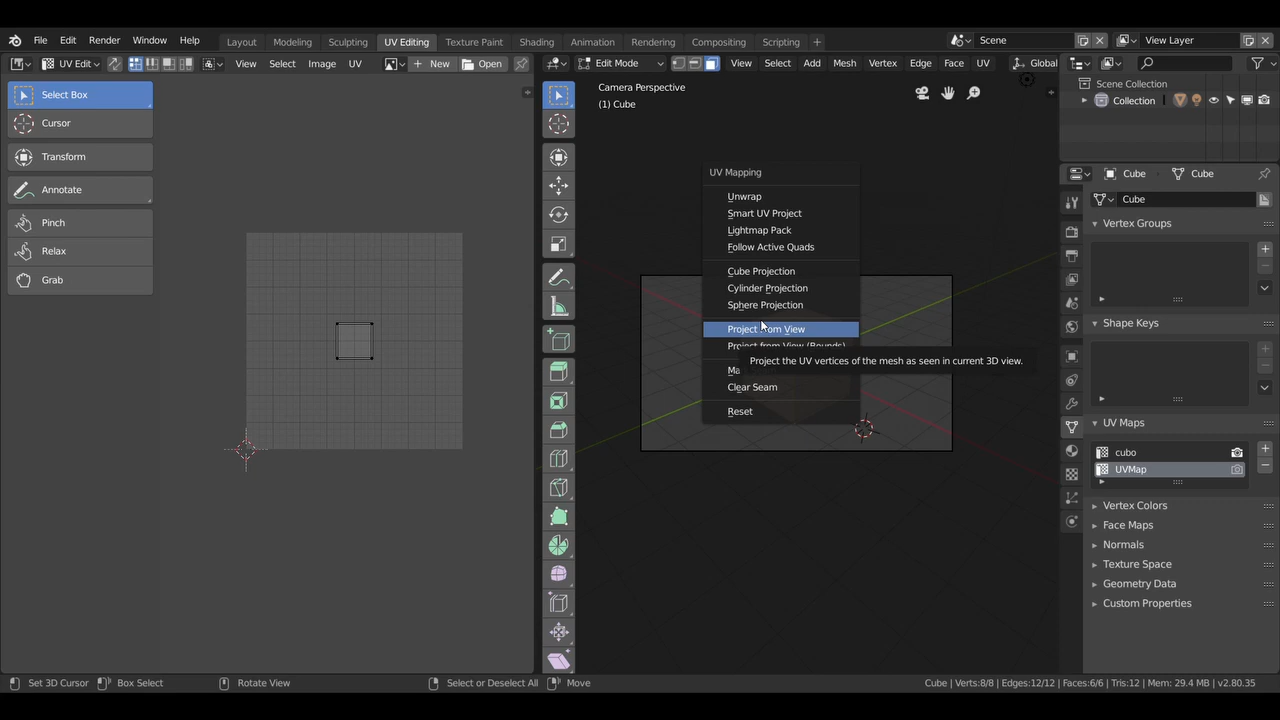 File Edit Render Window Help Layout Modeling Sculpting UV Editing Texture Paint Shading Animation Rendering Compositing Scripting + Scene View Layer
UV Edit View Select Image UV New Open
Edit Mode View Select Add Mesh Vertex Edge Face UV Global
Select Box
Cursor
Transform
Annotate
Pinch
Relax
Grab
Camera Perspective
(1) Cube
UV Mapping
Unwrap
Smart UV Project
Lightmap Pack
Follow Active Quads
Cube Projection
Cylinder Projection
Sphere Projection
Project from View
Project from View (Bounds)
Project the UV vertices of the mesh as seen in current 3D view.
Ma
Clear Seam
Reset
Scene Collection
Collection
Cube Cube
Cube
Vertex Groups
Shape Keys
UV Maps
cubo
UVMap
Vertex Colors
Face Maps
Normals
Texture Space
Geometry Data
Custom Properties
Set 3D Cursor Box Select Rotate View Select or Deselect All Move Cube | Verts:8/8 | Edges:12/12 | Faces:6/6 | Tris:12 | Mem: 29.4 MB | v2.80.35